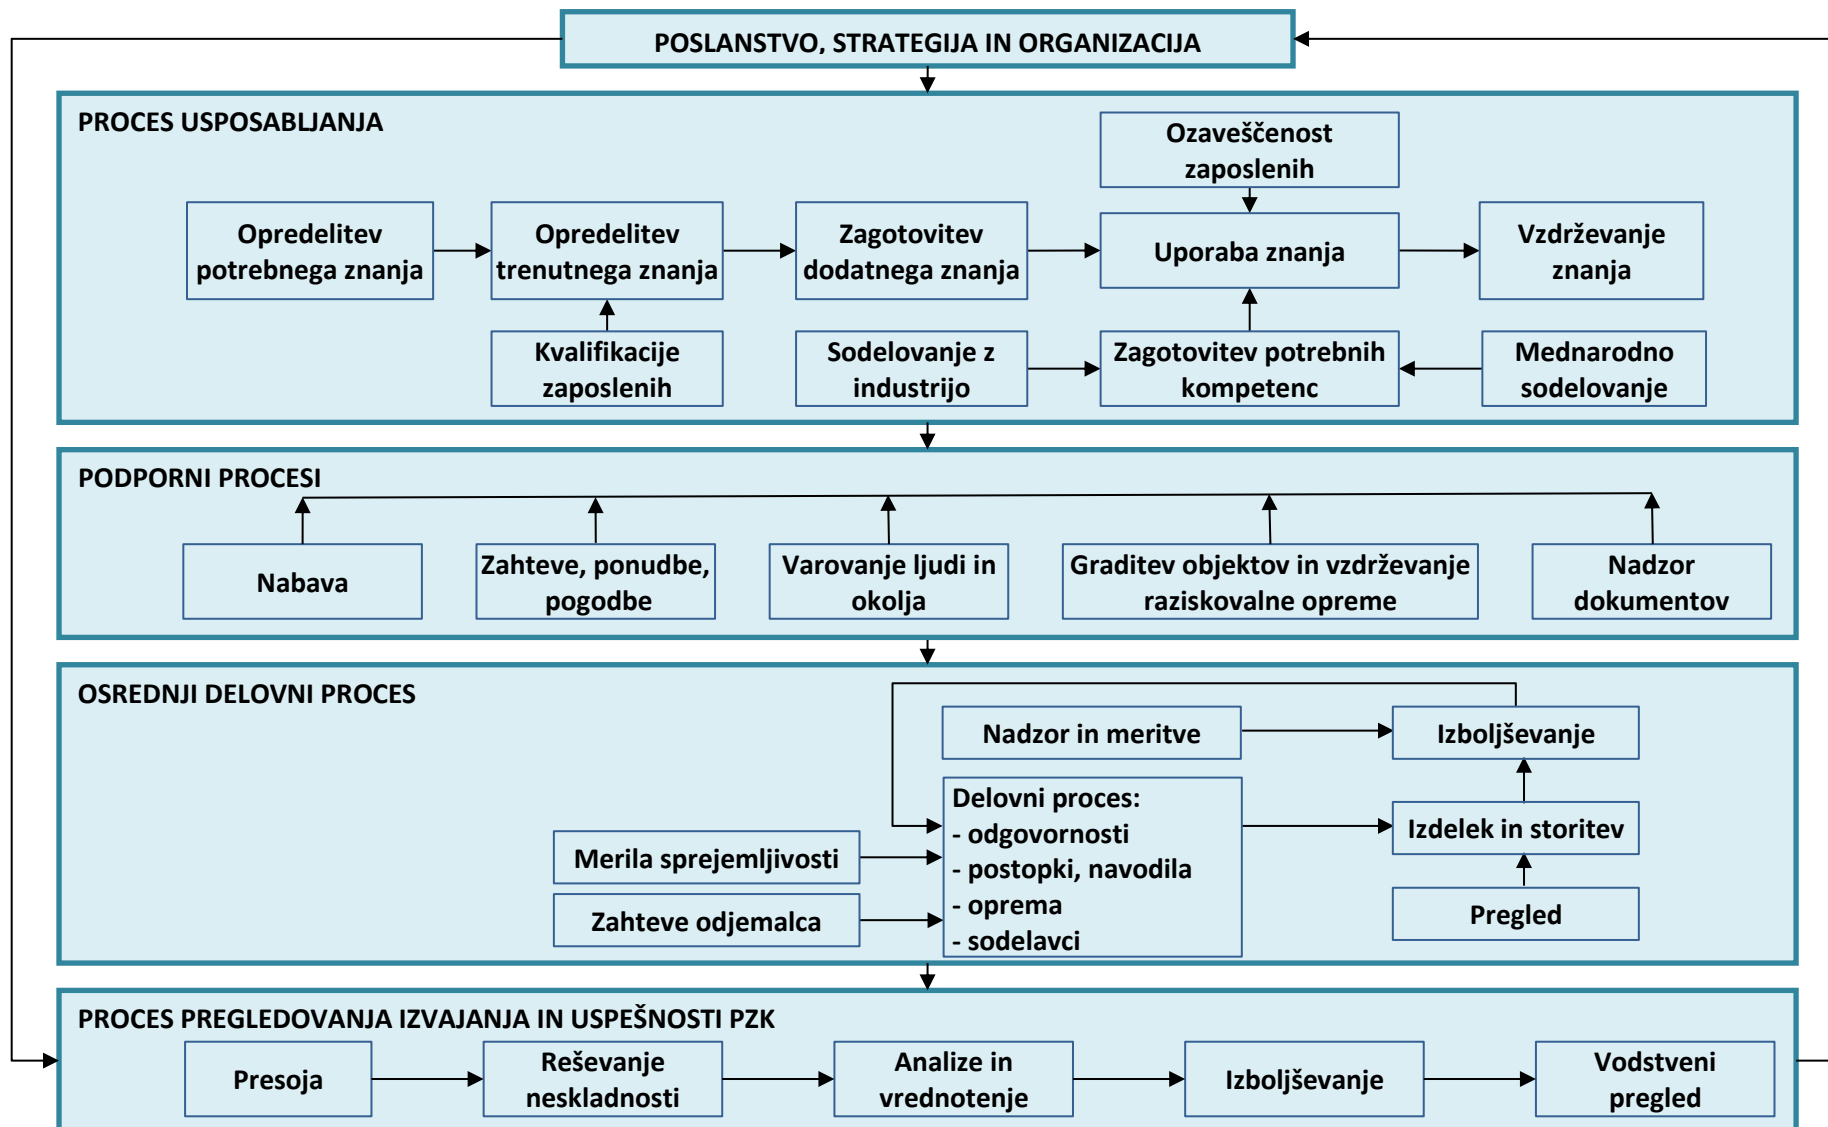 POSLANSTVO, STRATEGIJA IN ORGANIZACIJA
PROCES USPOSABLJANJA
Ozaveščenost
zaposlenih
Opredelitev
potrebnega znanja
Opredelitev
trenutnega znanja
Zagotovitev
dodatnega znanja
Uporaba znanja
Vzdrževanje
znanja
Kvalifikacije
zaposlenih
Sodelovanje z
industrijo
Zagotovitev potrebnih
kompetenc
Mednarodno
sodelovanje
PODPORNI PROCESI
Nabava
Zahteve, ponudbe,
pogodbe
Varovanje ljudi in
okolja
Graditev objektov in vzdrževanje
raziskovalne opreme
Nadzor
dokumentov
OSREDNJI DELOVNI PROCES
Nadzor in meritve
Izboljševanje
Delovni proces:
- odgovornosti
- postopki, navodila
- oprema
- sodelavci
Izdelek in storitev
Merila sprejemljivosti
Zahteve odjemalca
Pregled
PROCES PREGLEDOVANJA IZVAJANJA IN USPEŠNOSTI PZK
Presoja
Reševanje
neskladnosti
Analize in
vrednotenje
Izboljševanje
Vodstveni
pregled